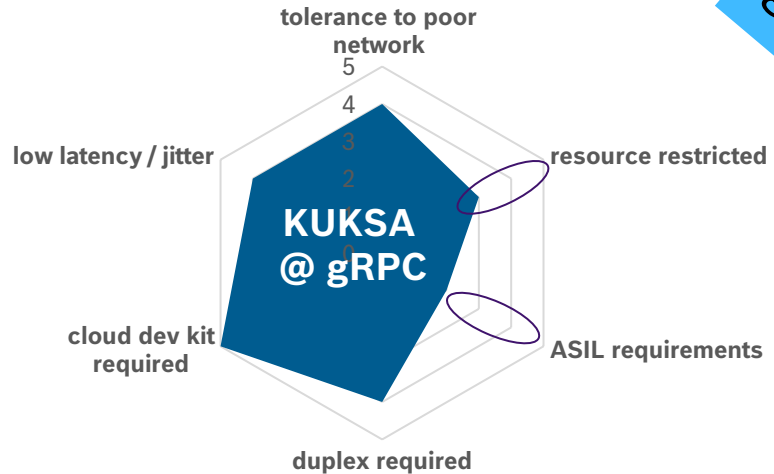 tolerance to poor
network
5
4
3
2
low latency / jitter
resource restricted
KUKSA
0
@ gRPC
cloud dev kit
required
ASIL requirements
duplex required